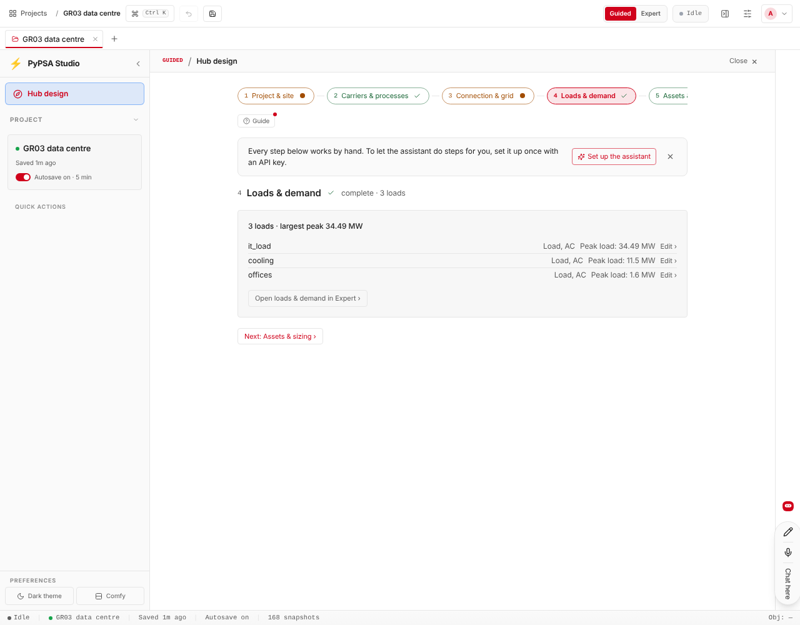 Projects / GR03 data centre ⌘ Ctrl K
Guided Expert Idle A
GR03 data centre × +
⚡ PyPSA Studio
GUIDED / Hub design
Close ×
Hub design
PROJECT
GR03 data centre
Saved 1m ago
Autosave on · 5 min
QUICK ACTIONS
1 Project & site
2 Carriers & processes ✓
3 Connection & grid
4 Loads & demand ✓
5 Assets
Guide
Every step below works by hand. To let the assistant do steps for you, set it up once with
an API key.
Set up the assistant
4 Loads & demand ✓ complete · 3 loads
3 loads · largest peak 34.49 MW
it_load Load, AC Peak load: 34.49 MW Edit ›
cooling Load, AC Peak load: 11.5 MW Edit ›
offices Load, AC Peak load: 1.6 MW Edit ›
Open loads & demand in Expert ›
Next: Assets & sizing ›
Chat here
PREFERENCES
Dark theme
Comfy
Idle GR03 data centre Saved 1m ago Autosave on 168 snapshots Obj: —